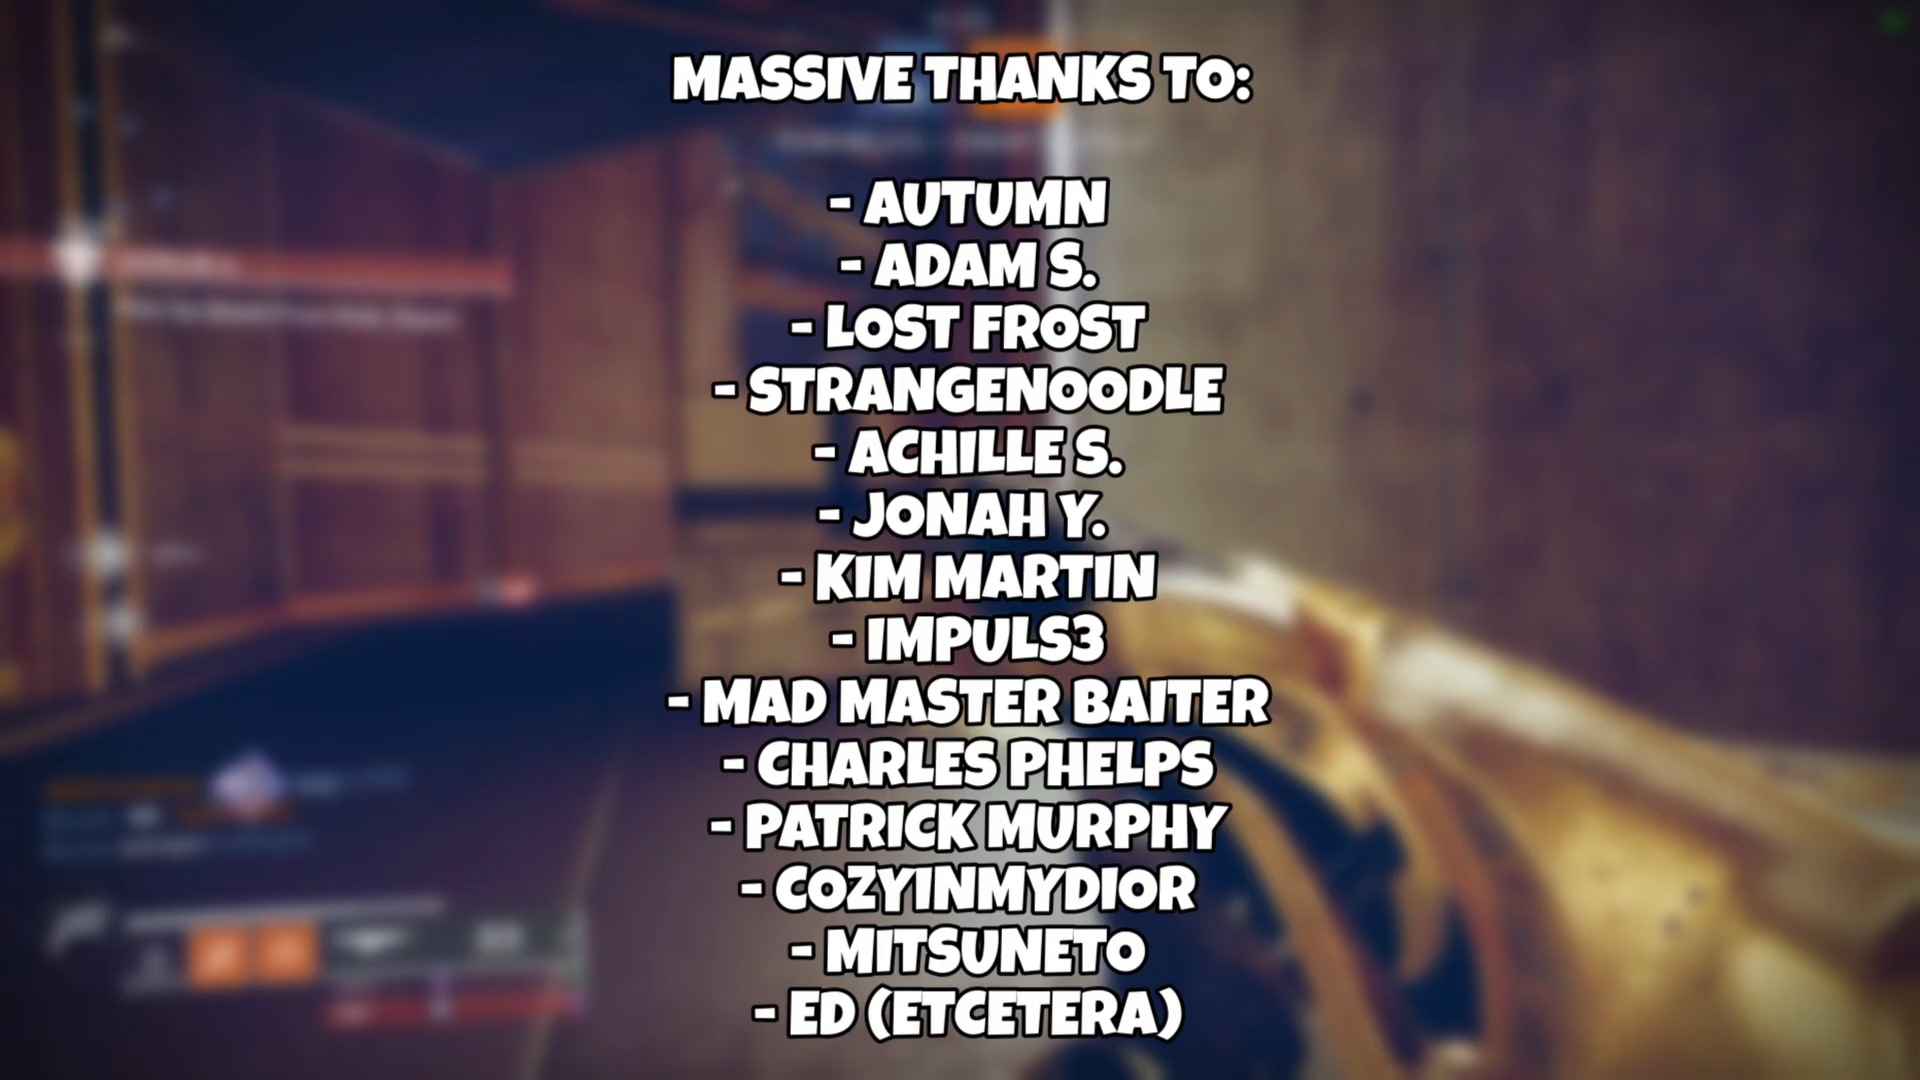 MASSIVE THANKS TO:
- AUTUMN
- ADAM S.
- LOST FROST
- STRANGENOODLE
- ACHILLE S.
- JONAH Y.
- KIM MARTIN
- IMPULS3
- MAD MASTER BAITER
- CHARLES PHELPS
- PATRICK MURPHY
- COZYINMYDIOR
- MITSUNETO
- ED (ETCETERA)